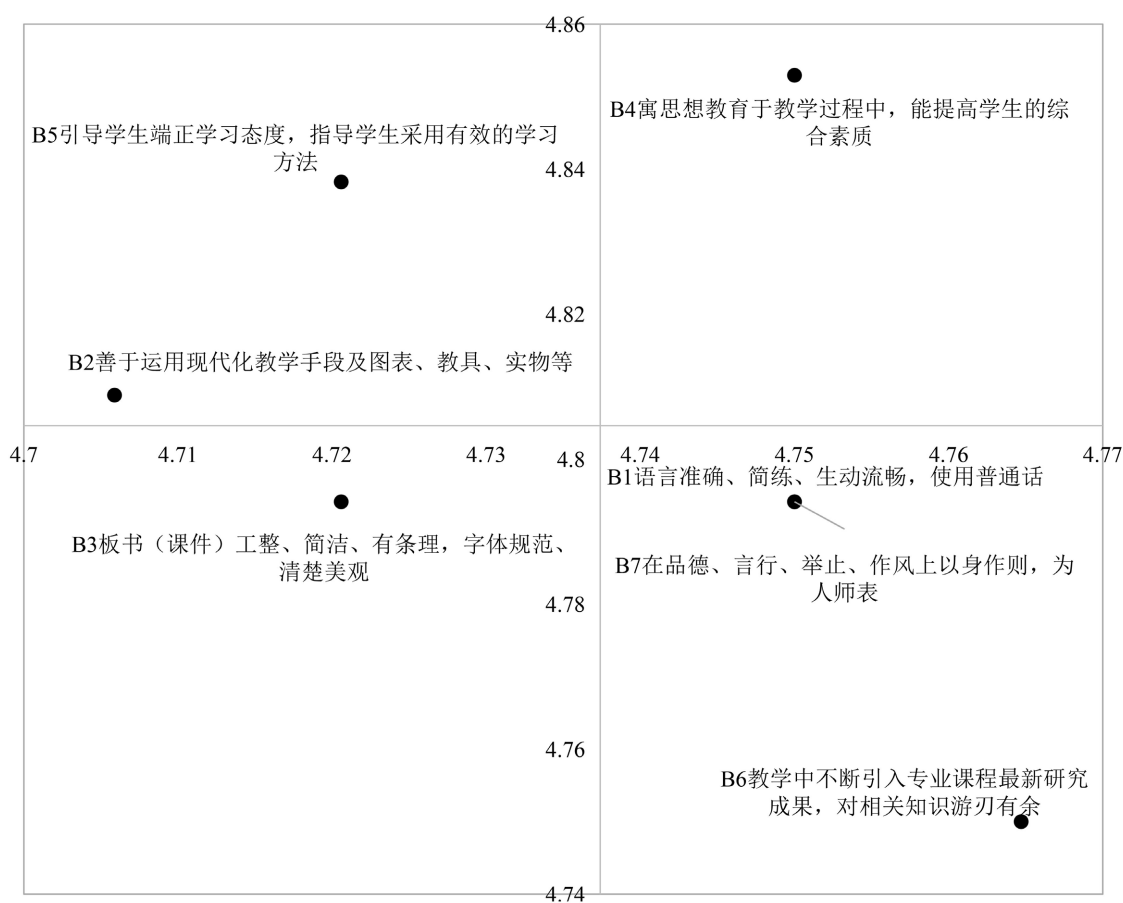 4.86
B4寓思想教育于教学过程中，能提高学生的综
合素质
B5引导学生端正学习态度，指导学生采用有效的学习
方法
4.84
4.82
B2善于运用现代化教学手段及图表、教具、实物等
4.7
4.71
4.72
4.73
4.8
4.74
4.75
4.76
4.77
B1语言准确、简练、生动流畅，使用普通话
B3板书（课件）工整、简洁、有条理，字体规范、
清楚美观
B7在品德、言行、举止、作风上以身作则，为
人师表
4.78
4.76
B6教学中不断引入专业课程最新研究
成果，对相关知识游刃有余
4.74